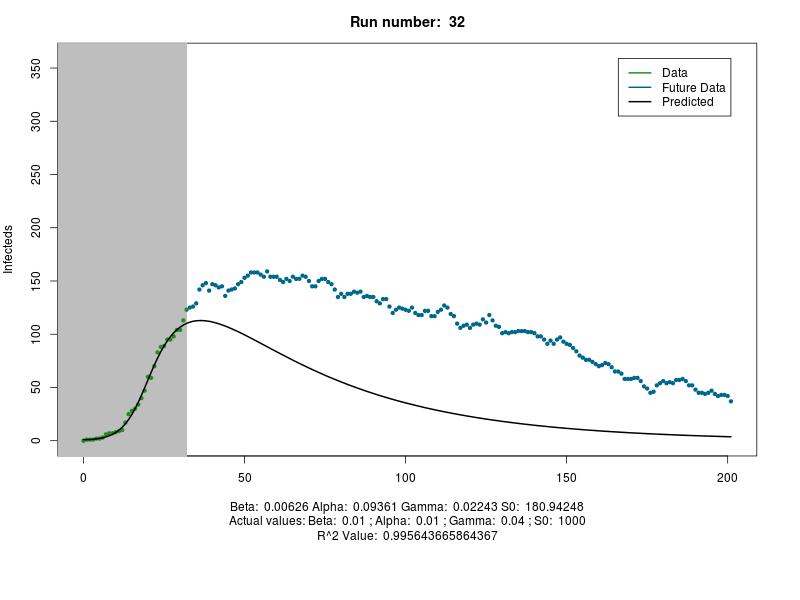 Run number: 32
350
300
250
200
150
100
50
0
Infecteds
Data
Future Data
Predicted
0 50 100 150 200
Beta: 0.00626 Alpha: 0.09361 Gamma: 0.02243 S0: 180.94248
Actual values: Beta: 0.01 ; Alpha: 0.01 ; Gamma: 0.04 ; S0: 1000
R^2 Value: 0.995643665864367